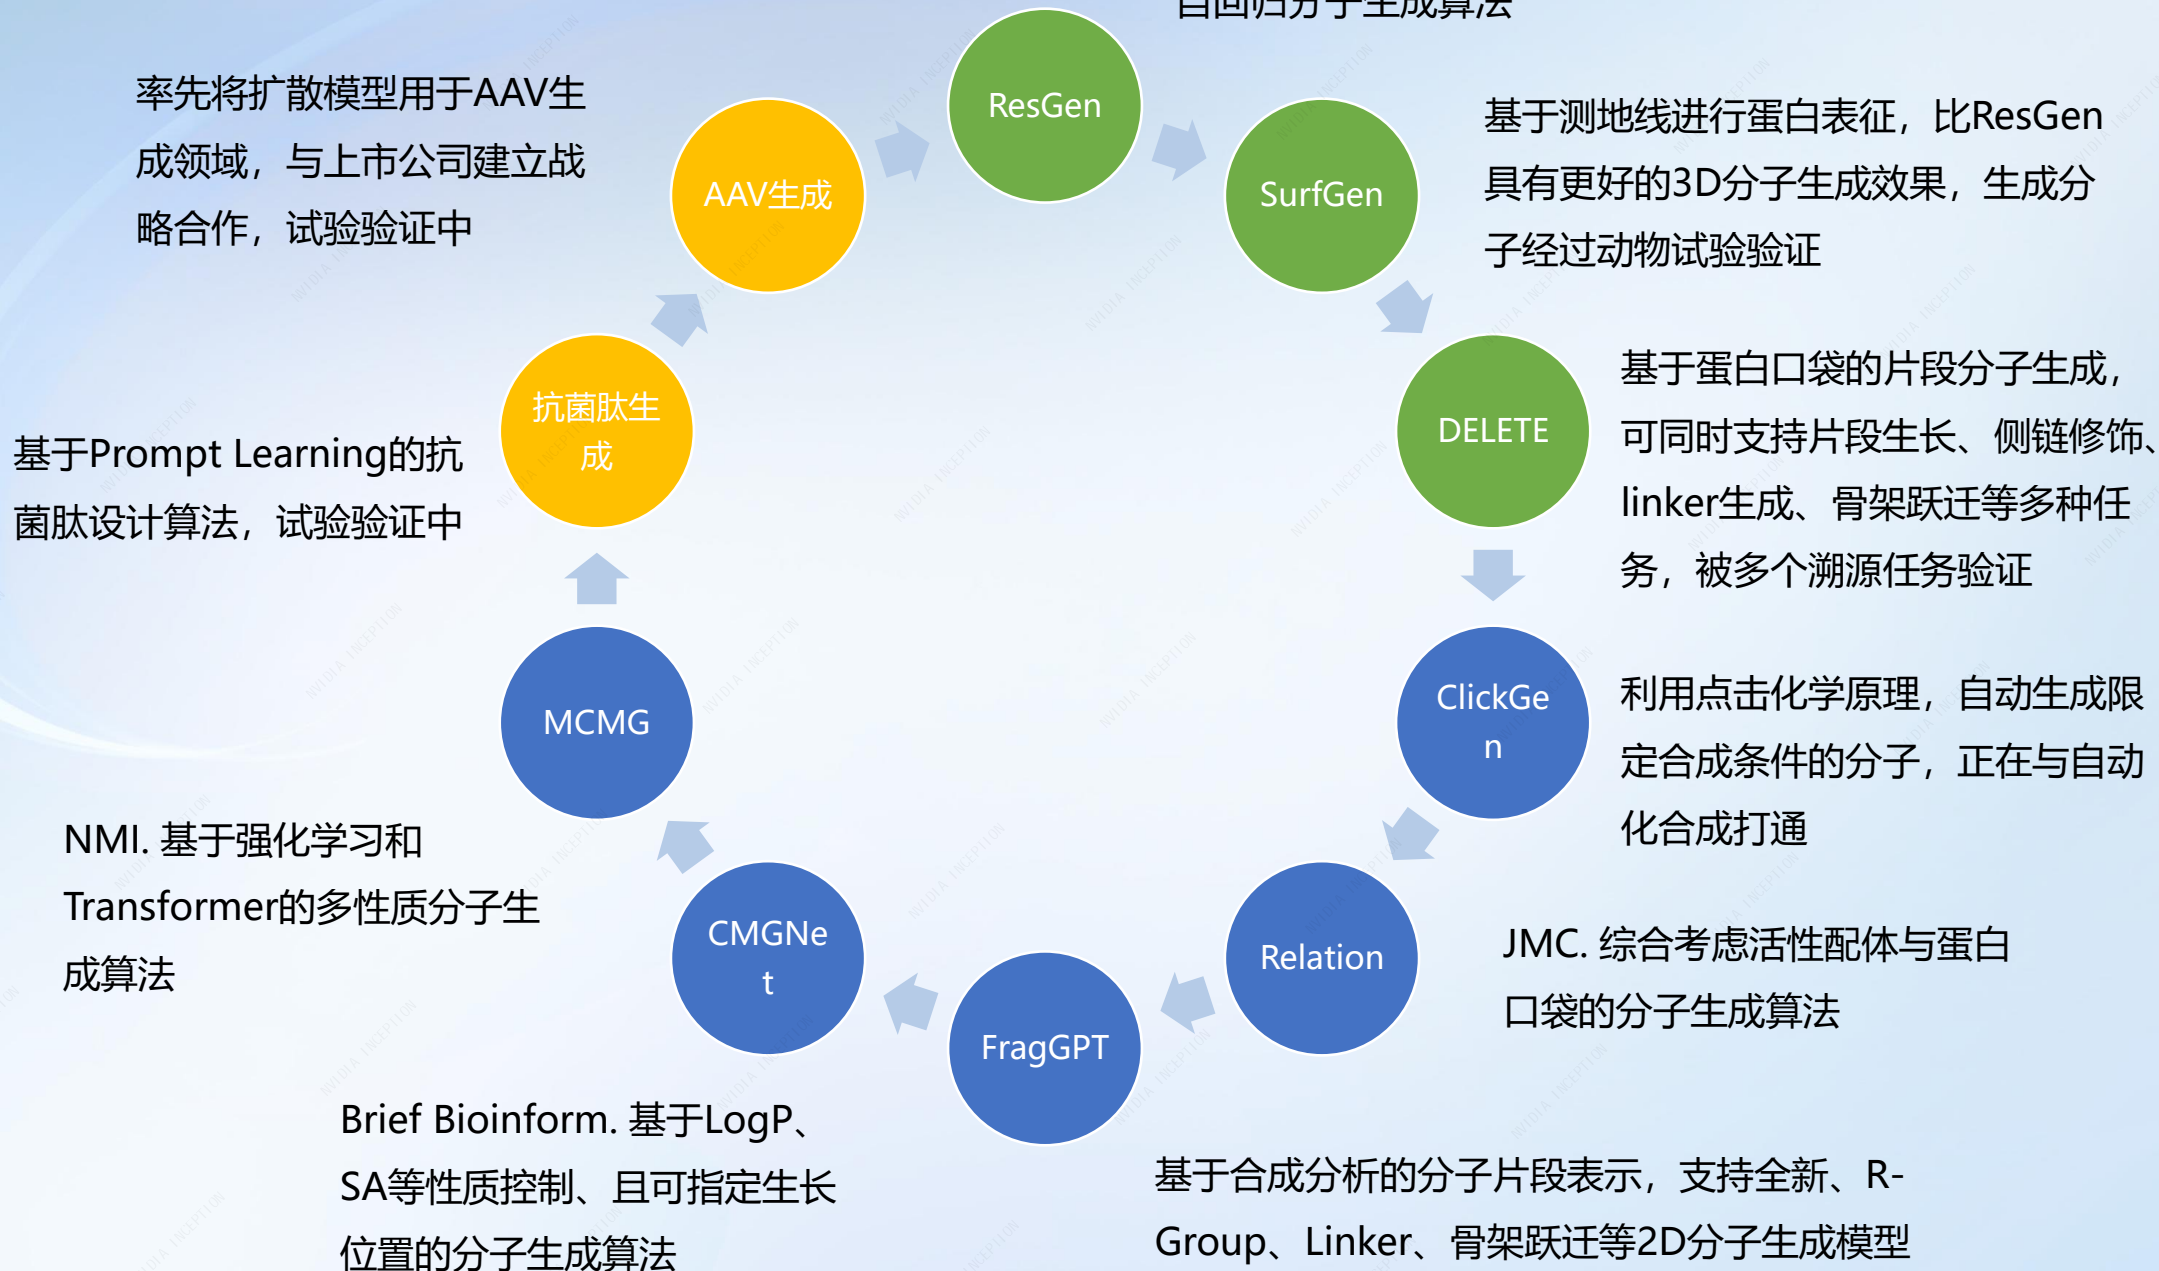 自回归分子生成算法
ResGen
率先将扩散模型用于AAV生
成领域，与上市公司建立战
略合作，试验验证中
AAV生成
SurfGen
基于测地线进行蛋白表征，比ResGen
具有更好的3D分子生成效果，生成分
子经过动物试验验证
抗菌肽生
成
DELETE
基于蛋白口袋的片段分子生成，
可同时支持片段生长、侧链修饰、
linker生成、骨架跃迁等多种任
务，被多个溯源任务验证
基于Prompt Learning的抗
菌肽设计算法，试验验证中
MCMG
ClickGe
n
利用点击化学原理，自动生成限
定合成条件的分子，正在与自动
化合成打通
NMI. 基于强化学习和
Transformer的多性质分子生
成算法
CMGNe
t
Relation
JMC. 综合考虑活性配体与蛋白
口袋的分子生成算法
FragGPT
Brief Bioinform. 基于LogP、
SA等性质控制、且可指定生长
位置的分子生成算法
基于合成分析的分子片段表示，支持全新、R-
Group、Linker、骨架跃迁等2D分子生成模型
NVIDIA INCEPTION